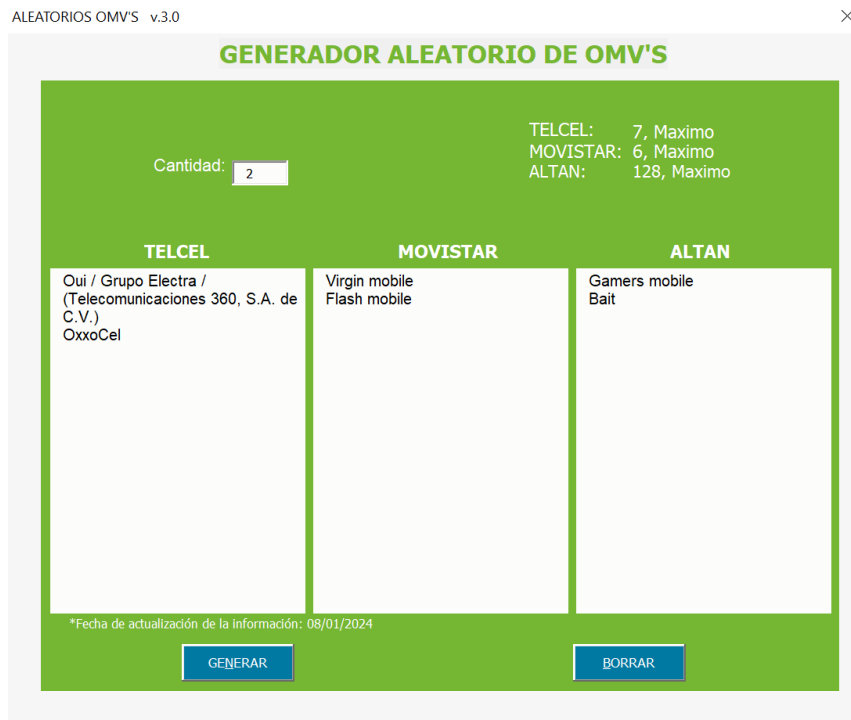 ALEATORIOS OMV'S v.3.0
GENERADOR ALEATORIO DE OMV'S
TELCEL: 7, Maximo
MOVISTAR: 6, Maximo
ALTAN: 128, Maximo
Cantidad: 2
TELCEL
MOVISTAR
ALTAN
Oui / Grupo Electra /
(Telecomunicaciones 360, S.A. de
C.V.)
OxxoCel
Virgin mobile
Flash mobile
Gamers mobile
Bait
*Fecha de actualización de la información: 08/01/2024
GENERAR
BORRAR